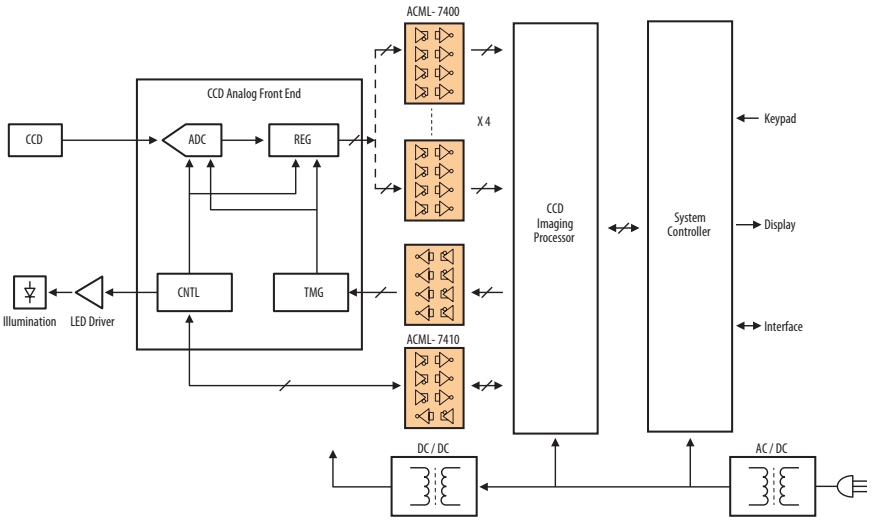 ACML- 7400
CCD Analog Front End
X 4
CCD
ADC
REG
Keypad
CCD
Imaging
Processor
System
Controller
Display
CNTL
TMG
Illumination
LED Driver
Interface
ACML- 7410
DC / DC
AC / DC